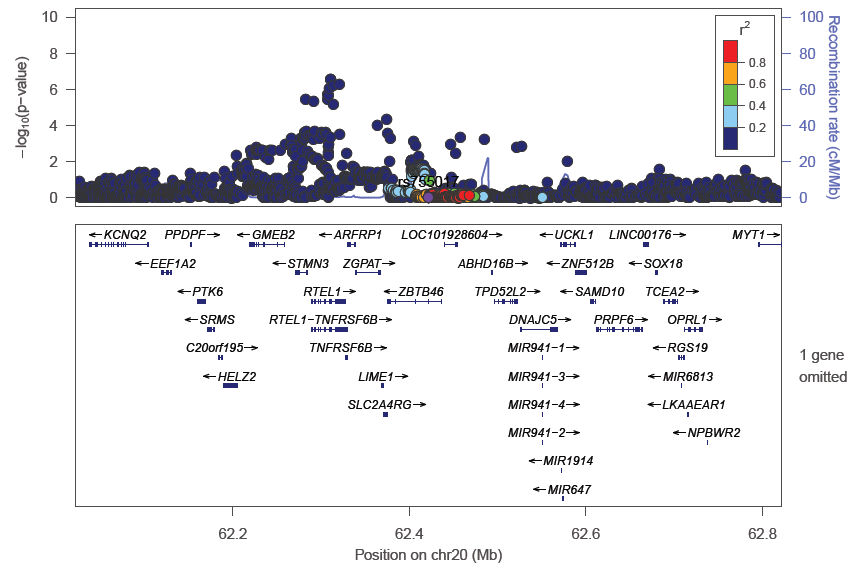 10
8
6
4
2
0
−log10(p−value)
100
80
60
40
20
0
Recombination rate (cM/Mb)
r2
0.8
0.6
0.4
0.2
rs755017
←KCNQ2
PPDPF→
←GMEB2
←ARFRP1
LOC101928604→
←UCKL1
LINC00176→
MYT1→
←EEF1A2
←STMN3
ZGPAT→
ABHD16B→
←ZNF512B
←SOX18
←PTK6
RTEL1→
←ZBTB46
TPD52L2→
←SAMD10
TCEA2→
←SRMS
RTEL1−TNFRSF6B→
DNAJC5→
←PRPF6→
OPRL1→
C20orf195→
TNFRSF6B→
MIR941−1→
←RGS19
←HELZ2
LIME1→
MIR941−3→
←MIR6813
SLC2A4RG→
MIR941−4→
←LKAAEAR1
MIR941−2→
←NPBWR2
←MIR1914
←MIR647
1 gene
omitted
62.2
62.4
62.6
62.8
Position on chr20 (Mb)